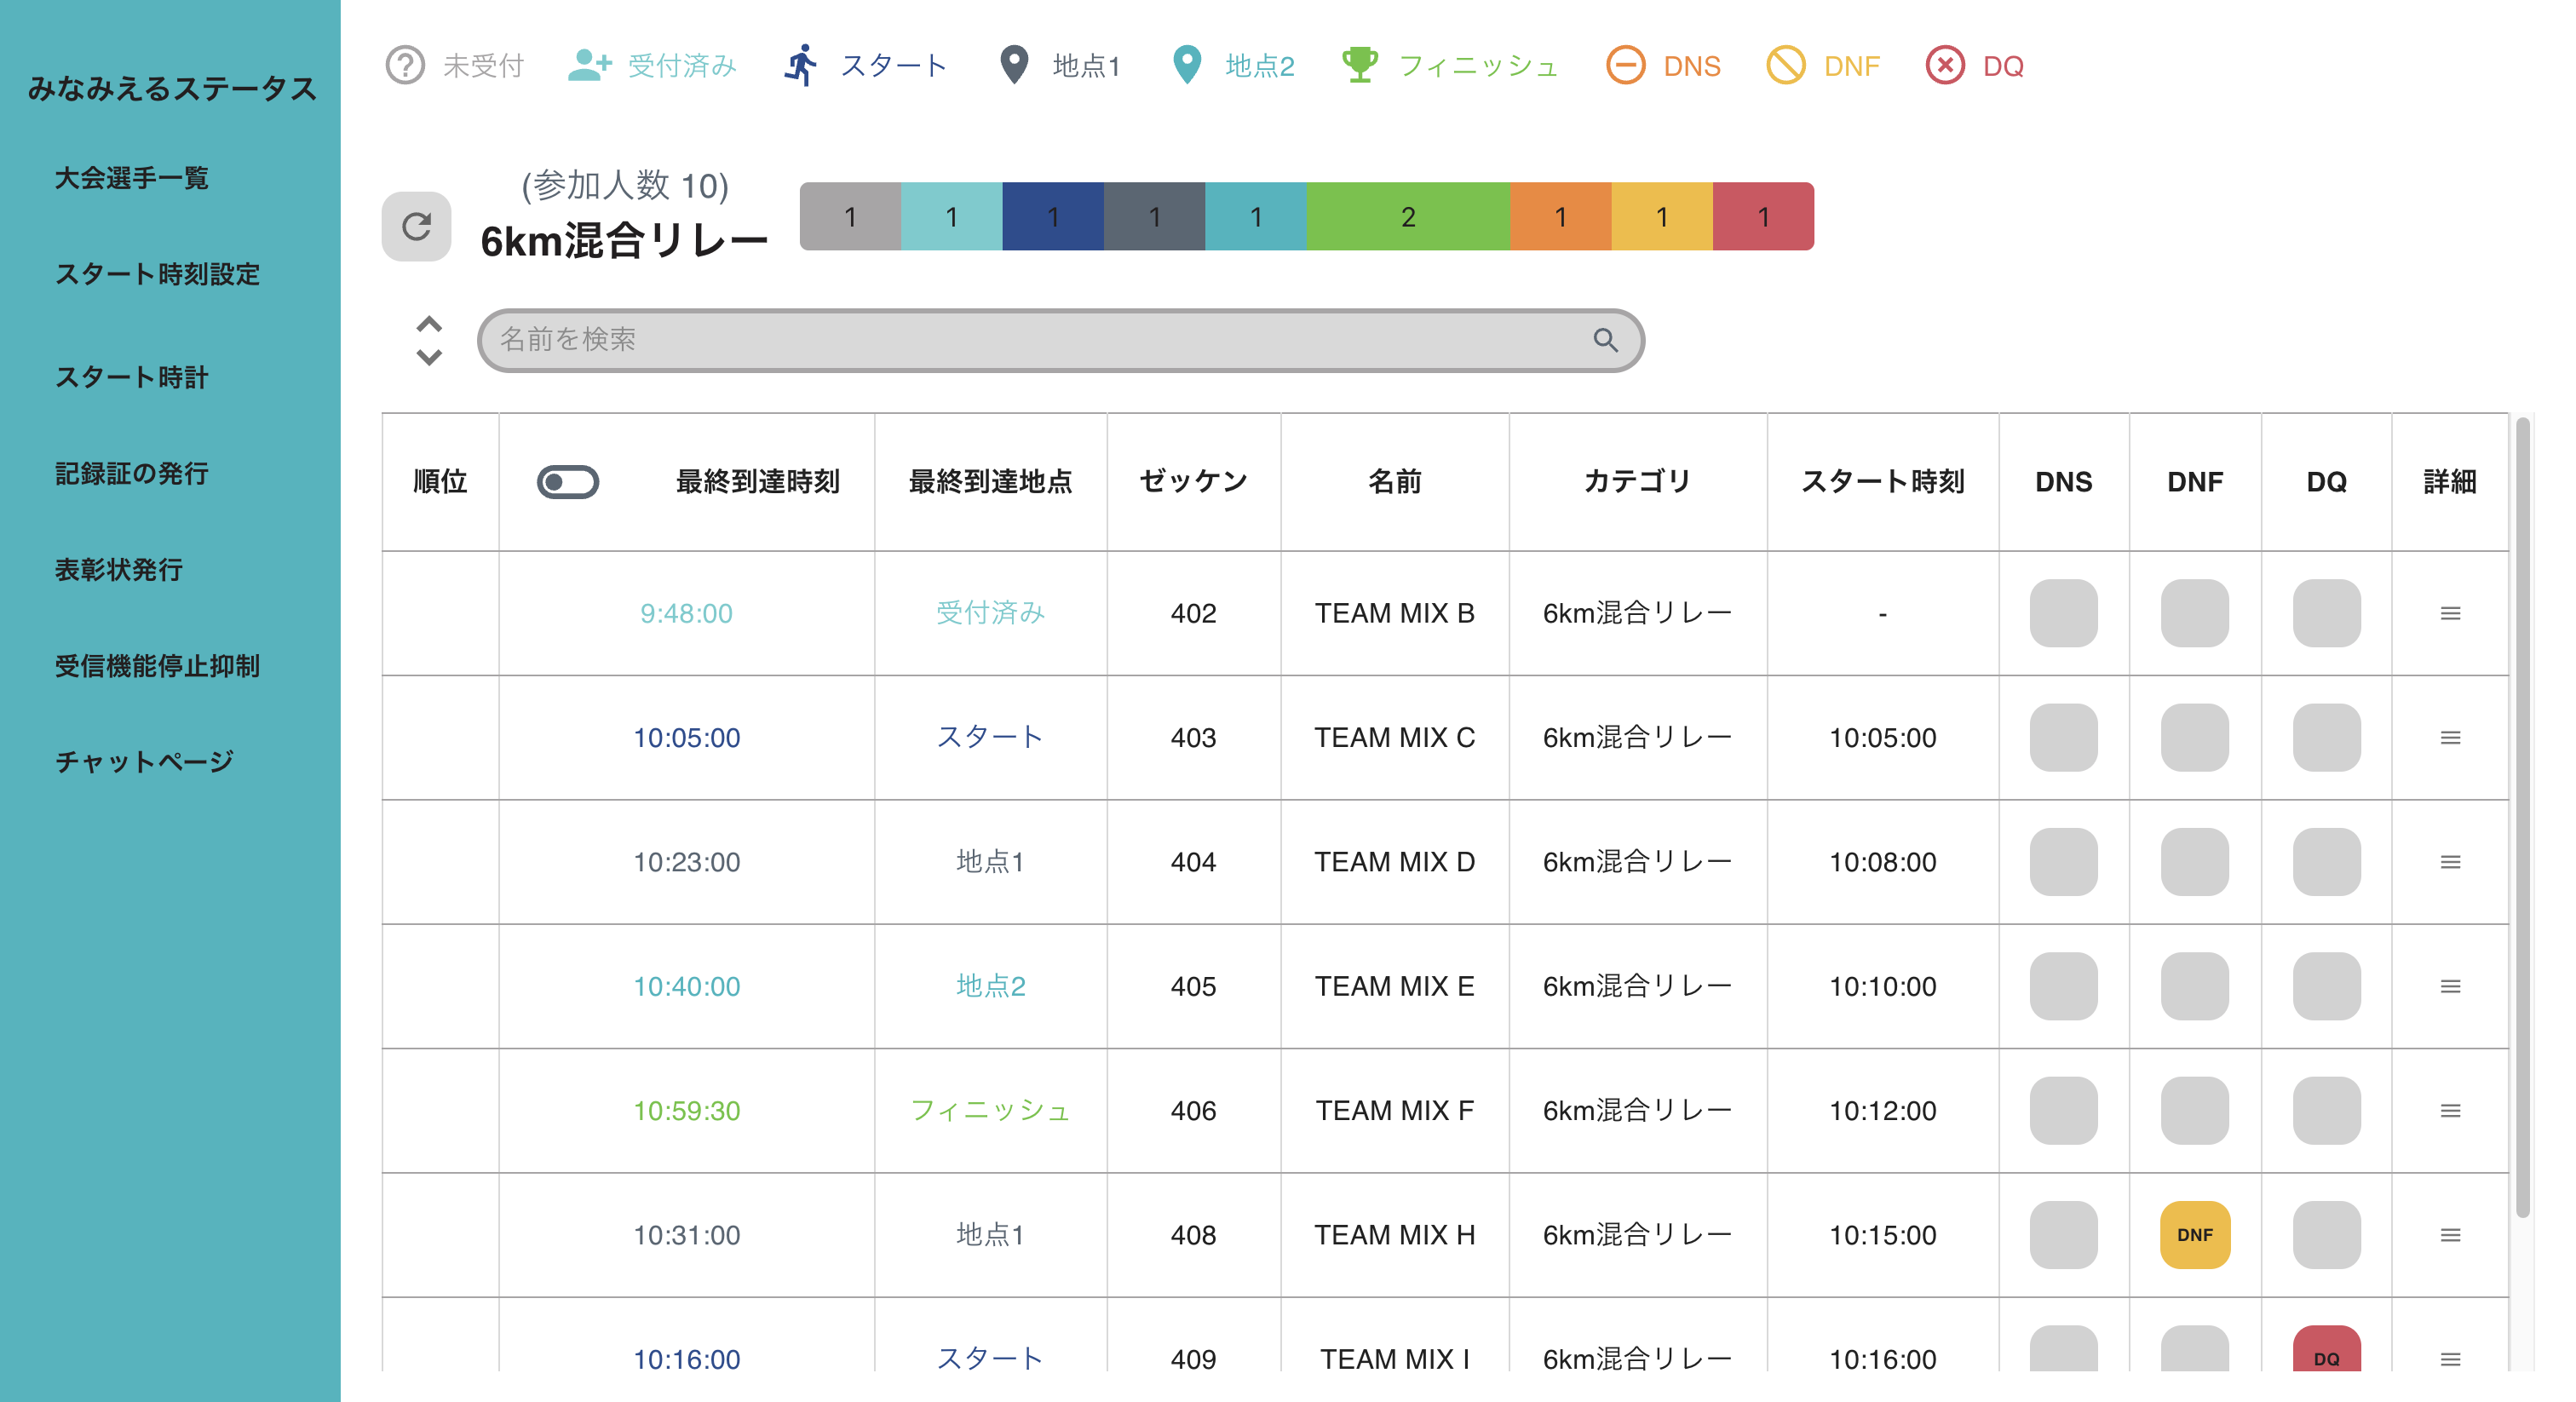 みなみえるステータス
大会選手一覧
スタート時刻設定
スタート時計
記録証の発行
表彰状発行
受信機能停止抑制
チャットページ
未受付 受付済み スタート 地点1 地点2 フィニッシュ DNS DNF DQ
(参加人数 10)
6km混合リレー
1 1 1 1 1 2 1 1 1
名前を検索
順位 最終到達時刻 最終到達地点 ゼッケン 名前 カテゴリ スタート時刻 DNS DNF DQ 詳細
9:48:00 受付済み 402 TEAM MIX B 6km混合リレー -
10:05:00 スタート 403 TEAM MIX C 6km混合リレー 10:05:00
10:23:00 地点1 404 TEAM MIX D 6km混合リレー 10:08:00
10:40:00 地点2 405 TEAM MIX E 6km混合リレー 10:10:00
10:59:30 フィニッシュ 406 TEAM MIX F 6km混合リレー 10:12:00
10:31:00 地点1 408 TEAM MIX H 6km混合リレー 10:15:00 DNF
10:16:00 スタート 409 TEAM MIX I 6km混合リレー 10:16:00 DQ